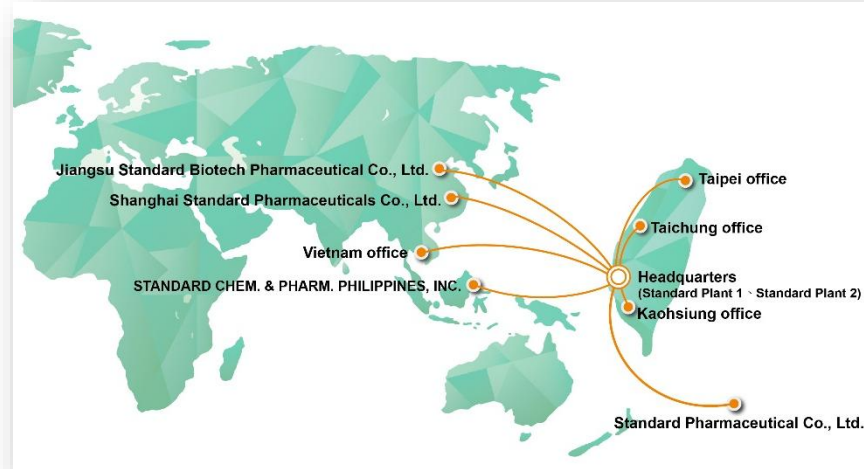 Jiangsu Standard Biotech Pharmaceutical Co., Ltd.
Shanghai Standard Pharmaceuticals Co., Ltd.
Vietnam office
STANDARD CHEM. & PHARM. PHILIPPINES, INC.
Taipei office
Taichung office
Headquarters
(Standard Plant 1、Standard Plant 2)
Kaohsiung office
Standard Pharmaceutical Co., Ltd.